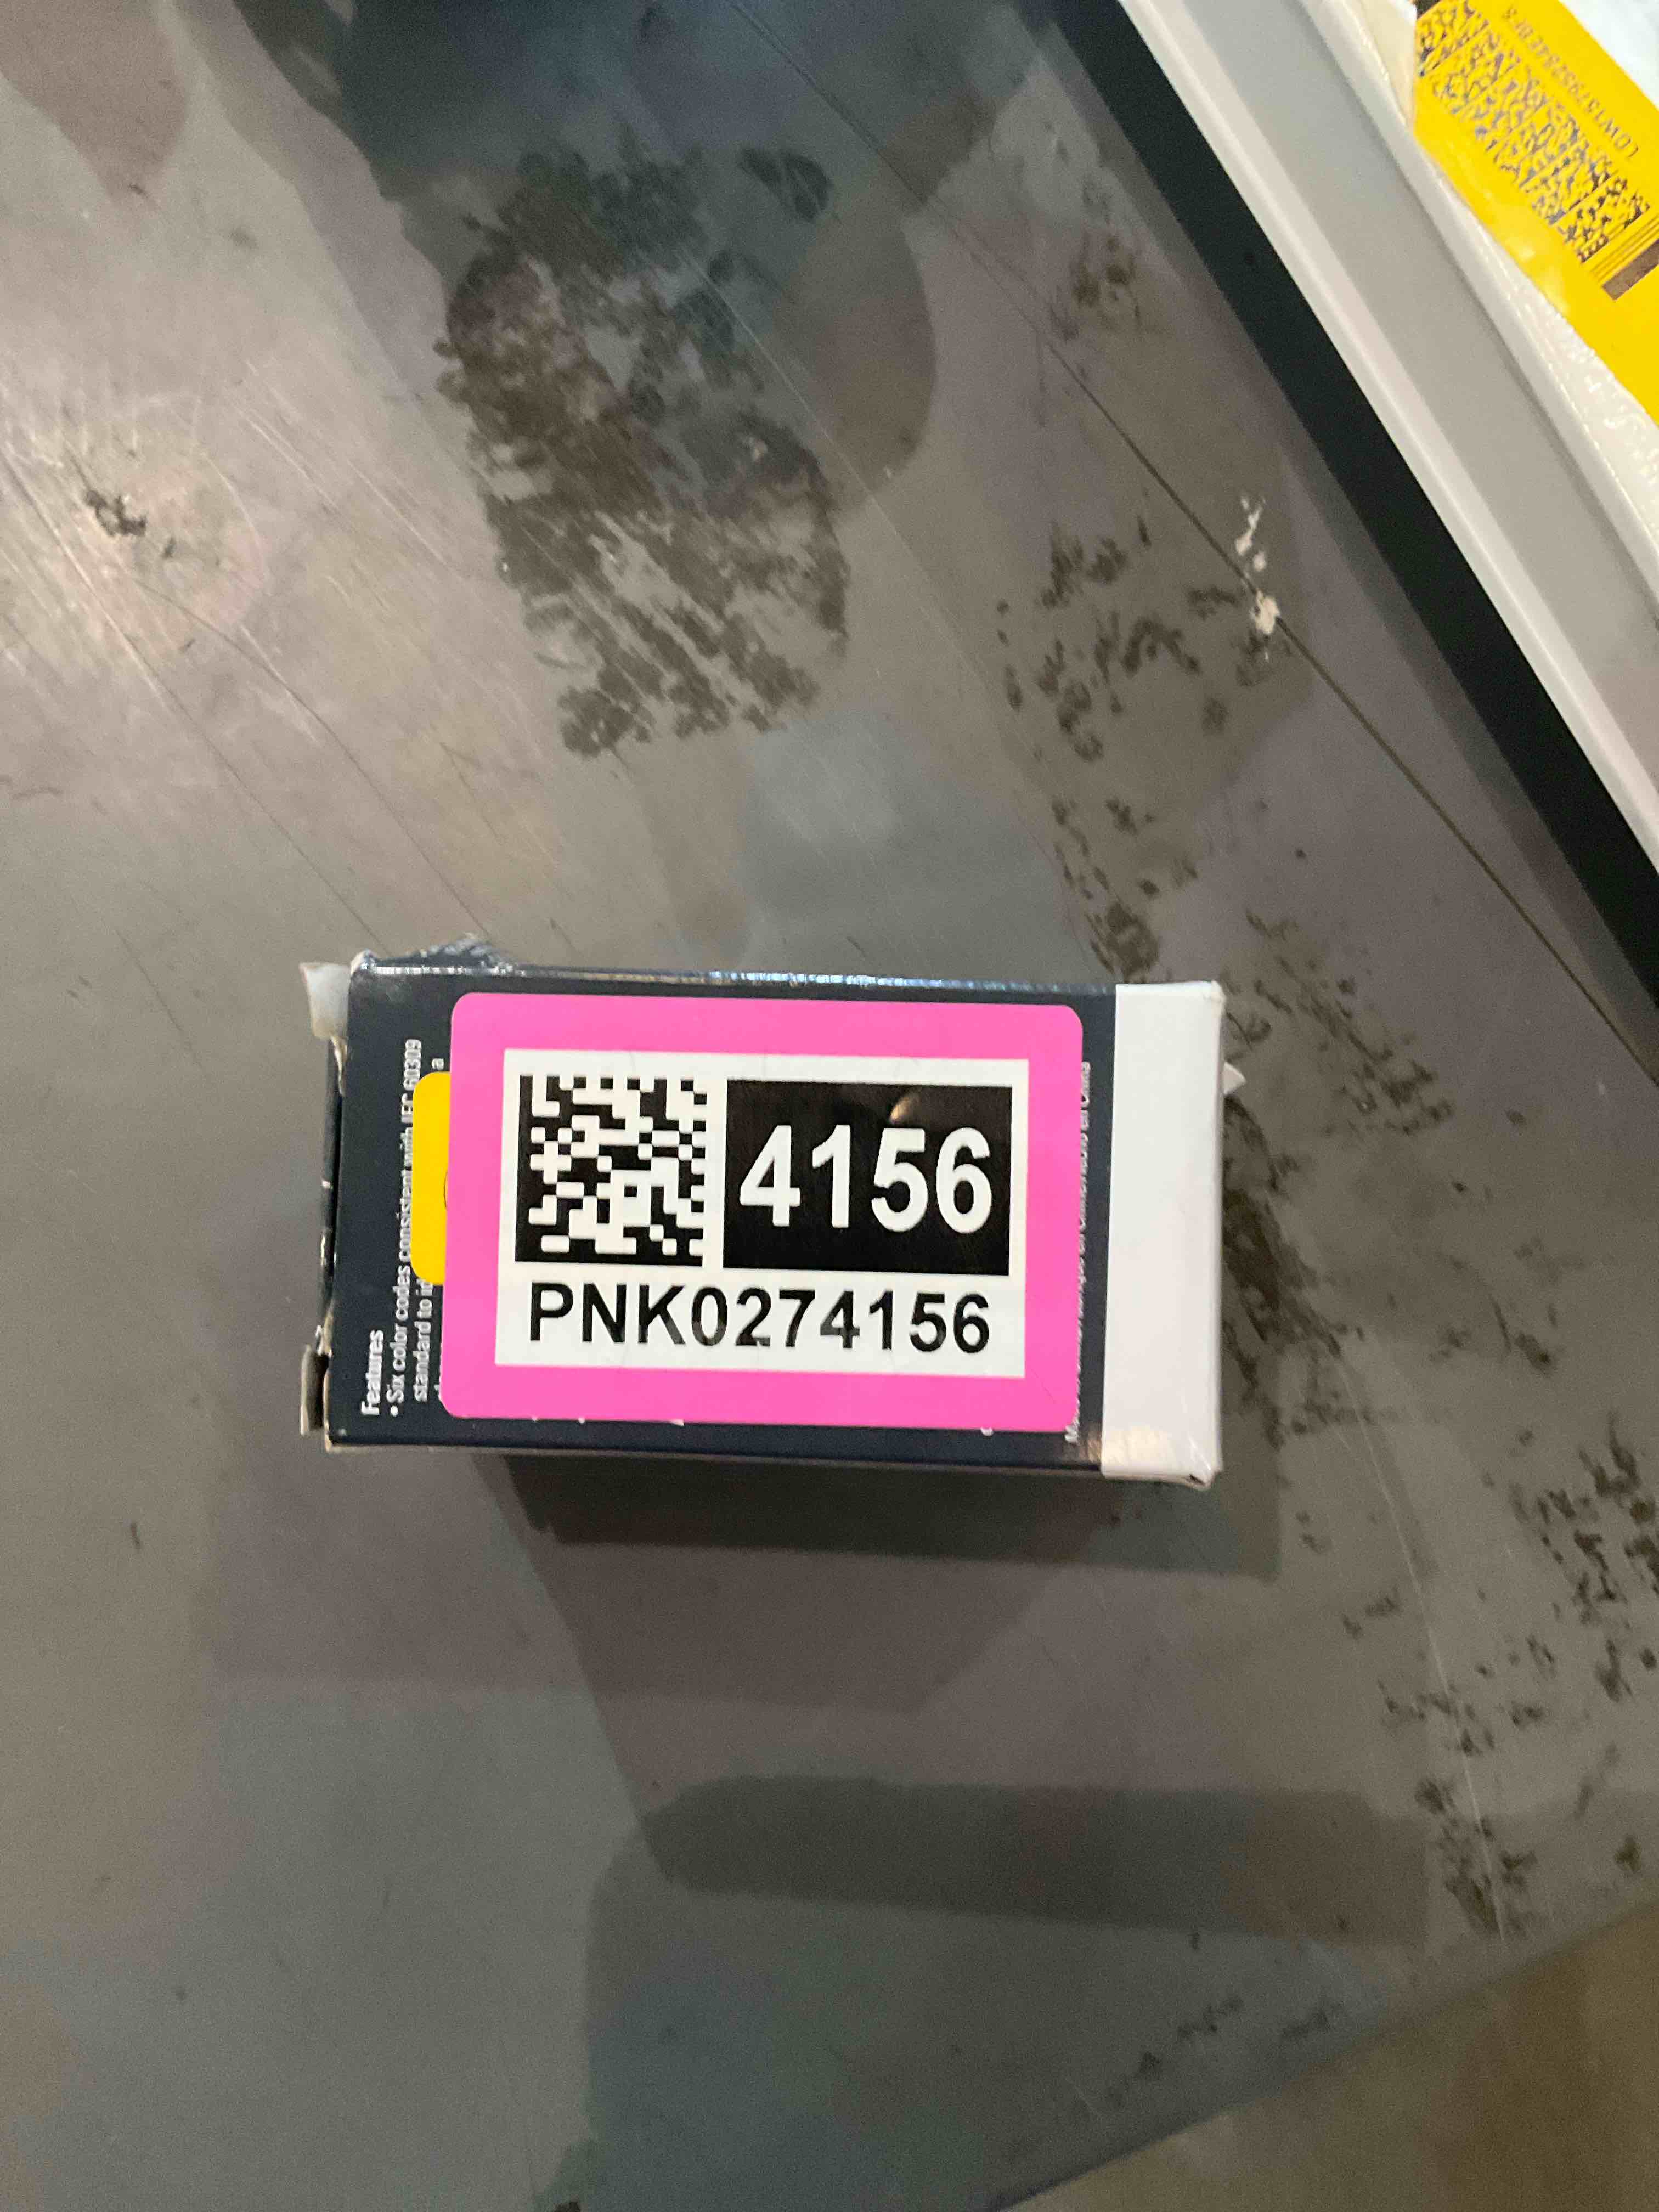 4156
PNK0274156
Features
• Six color codes consistent with IEC 60309
standard to
a